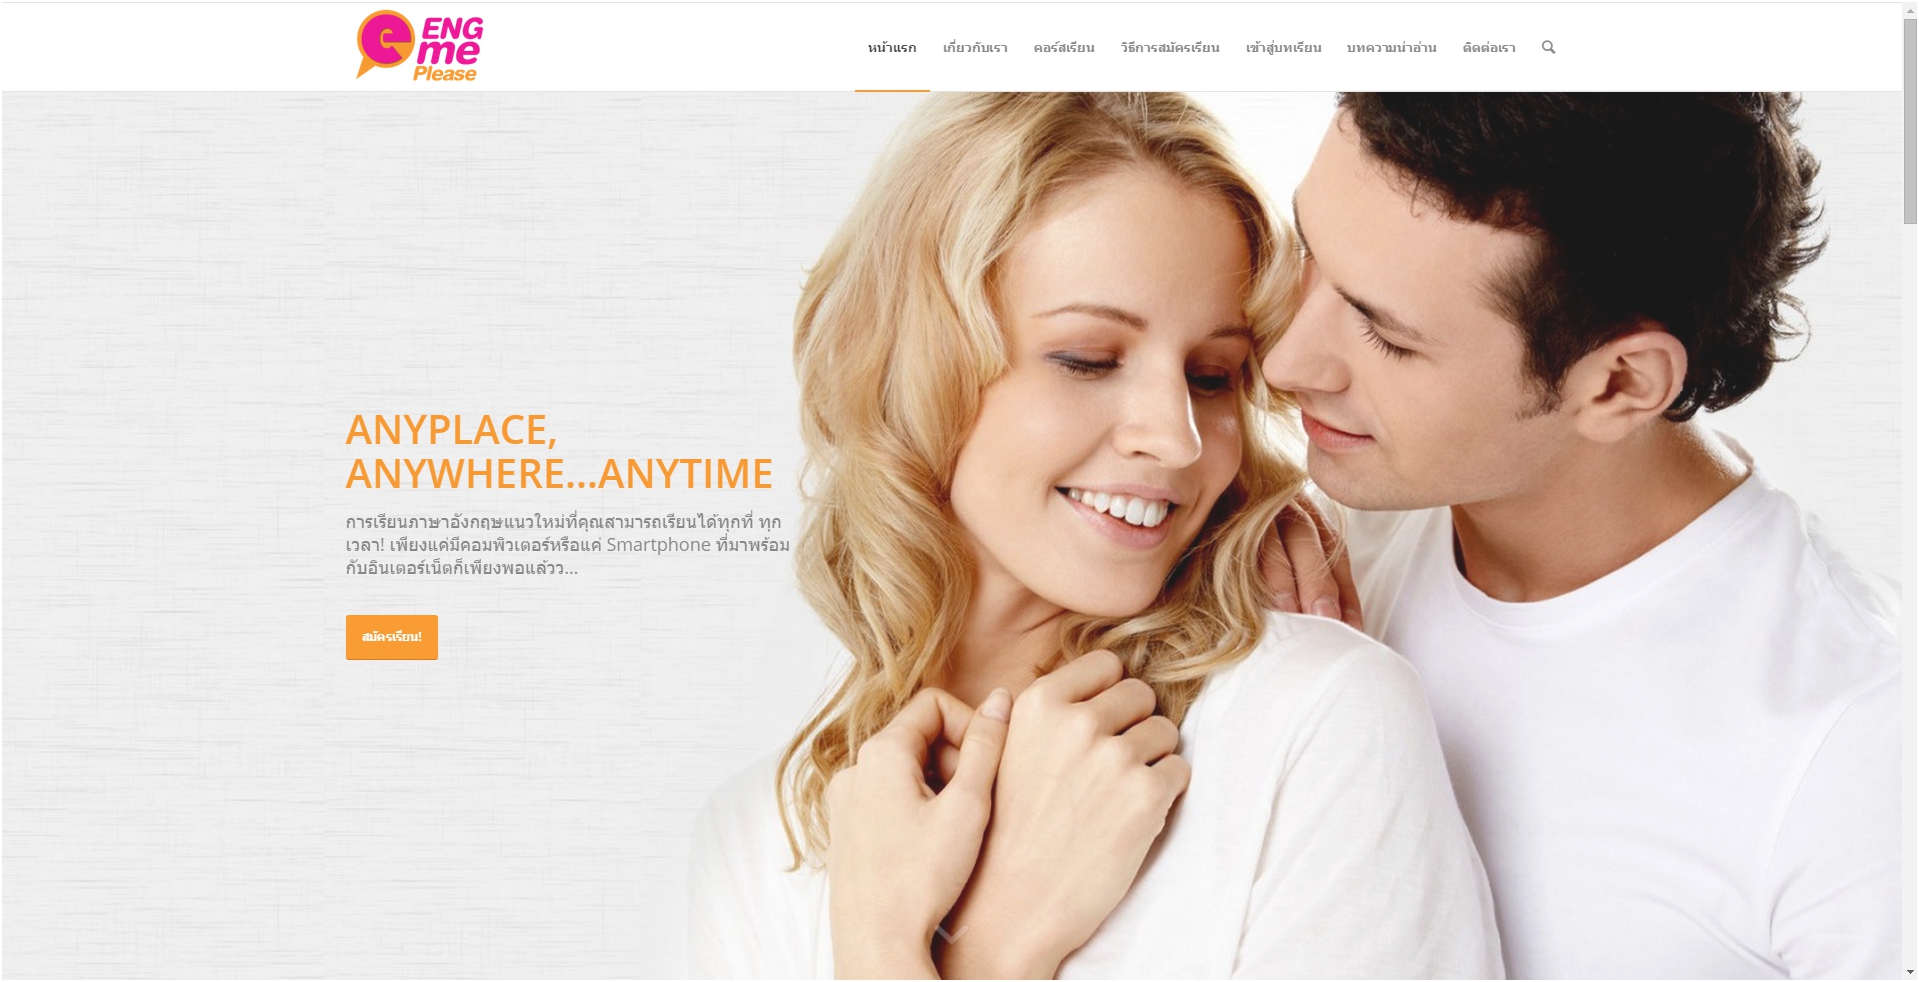 ENG
me
Please
หน้าแรก เกี่ยวกับเรา คอร์สเรียน วิธีการสมัครเรียน เข้าสู่บทเรียน บทความน่าอ่าน ติดต่อเรา
ANYPLACE,
ANYWHERE...ANYTIME
การเรียนภาษาอังกฤษแนวใหม่ที่คุณสามารถเรียนได้ทุกที่ ทุก
เวลา! เพียงแค่มีคอมพิวเตอร์หรือแค่ Smartphone ที่มาพร้อม
กับอินเตอร์เน็ตก็เพียงพอแล้วว...
สมัครเรียน!